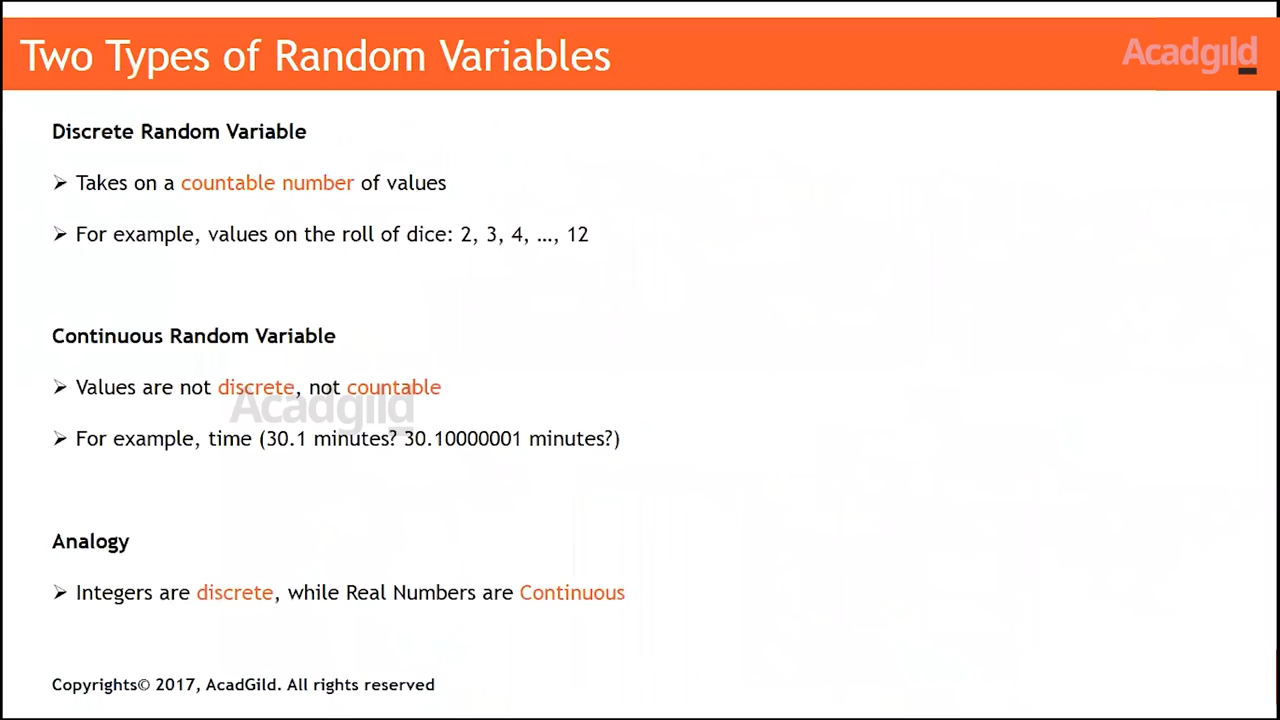 Two Types of Random Variables
Acadgild
Discrete Random Variable
➢ Takes on a countable number of values
➢ For example, values on the roll of dice: 2, 3, 4, …, 12
Continuous Random Variable
➢ Values are not discrete, not countable
Acadgild
➢ For example, time (30.1 minutes? 30.10000001 minutes?)
Analogy
➢ Integers are discrete, while Real Numbers are Continuous
Copyrights© 2017, AcadGild. All rights reserved